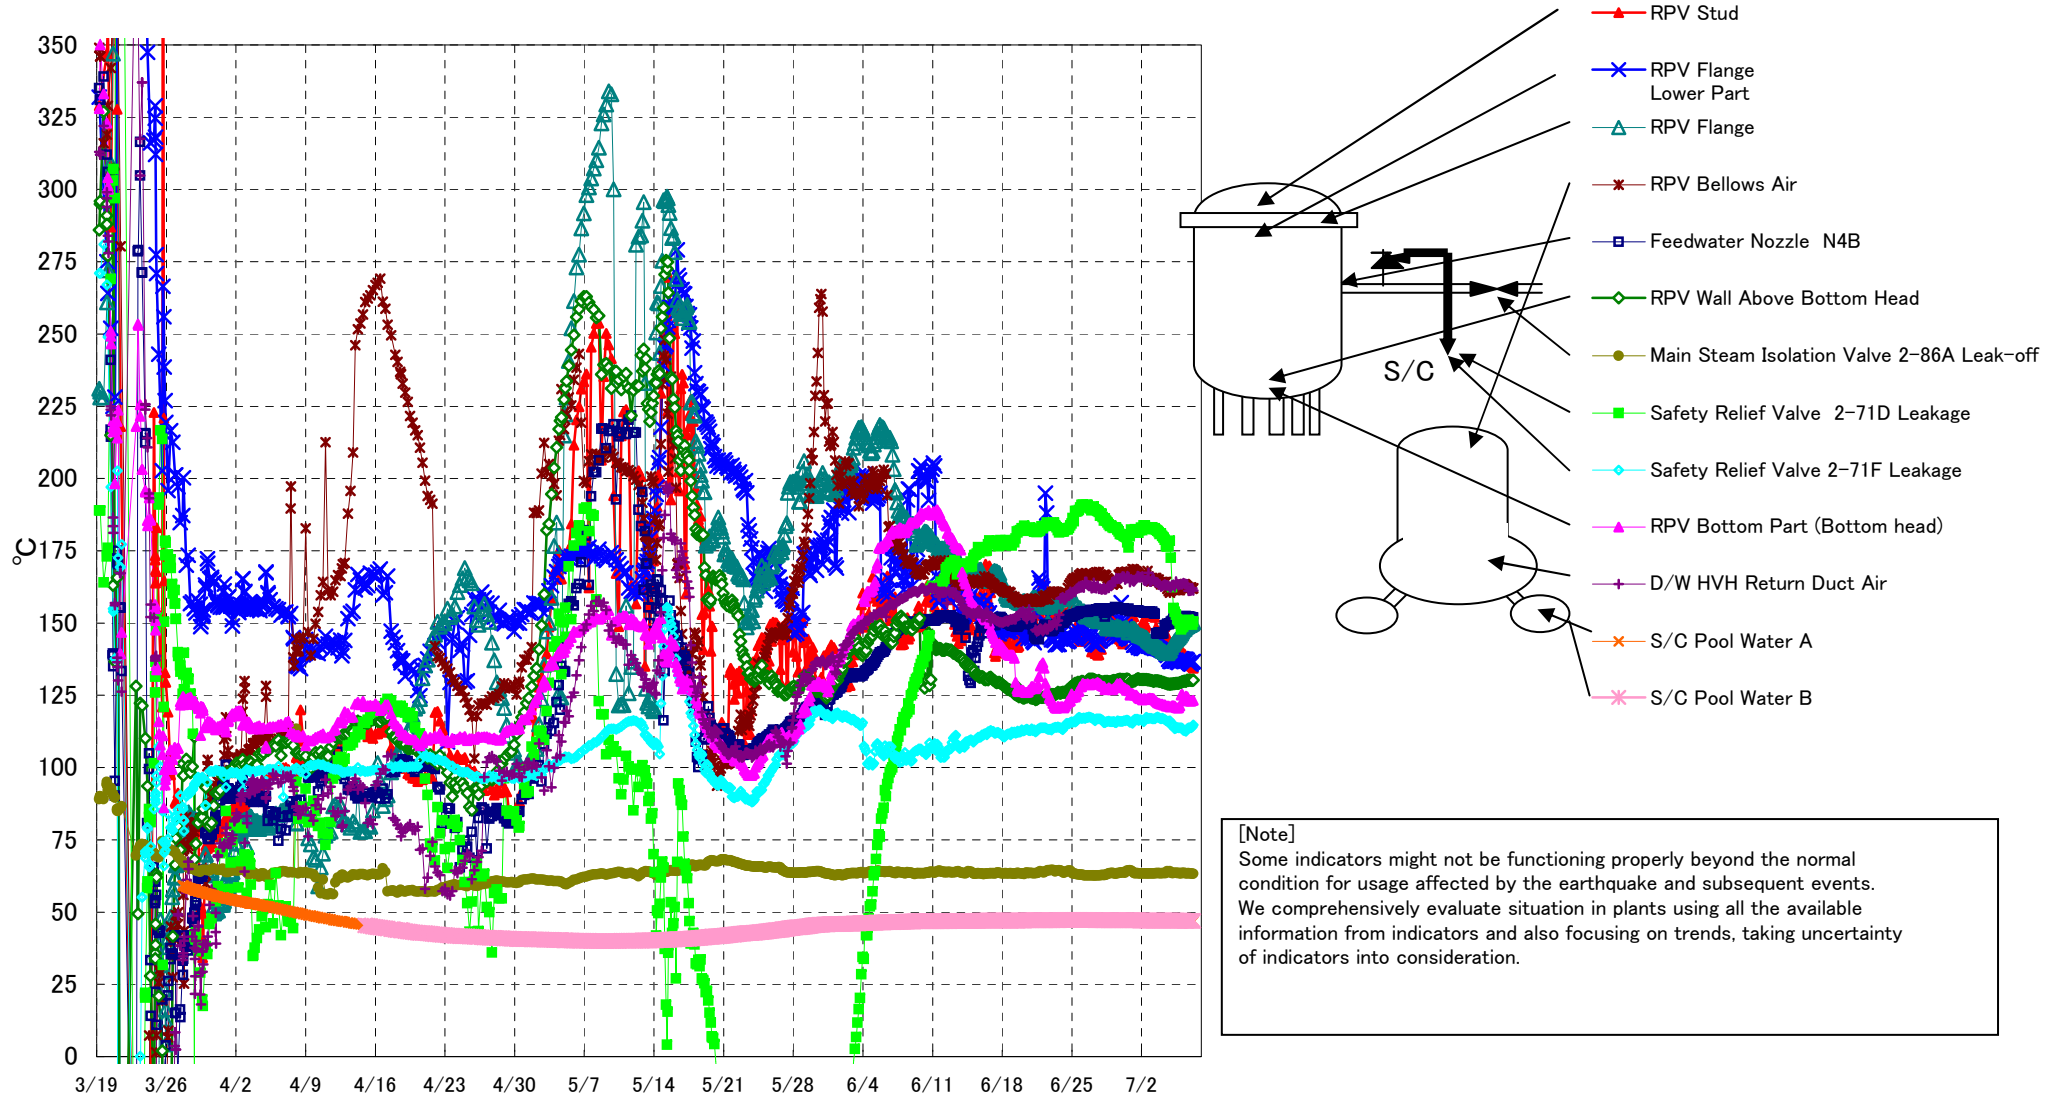 350
325
300
275
250
225
200
175
150
125
100
75
50
25
0
℃
3/19 3/26 4/2 4/9 4/16 4/23 4/30 5/7 5/14 5/21 5/28 6/4 6/11 6/18 6/25 7/2
RPV Stud
RPV Flange
Lower Part
RPV Flange
RPV Bellows Air
Feedwater Nozzle N4B
RPV Wall Above Bottom Head
Main Steam Isolation Valve 2-86A Leak-off
Safety Relief Valve 2-71D Leakage
Safety Relief Valve 2-71F Leakage
RPV Bottom Part (Bottom head)
D/W HVH Return Duct Air
S/C Pool Water A
S/C Pool Water B
S/C
[Note]
Some indicators might not be functioning properly beyond the normal
condition for usage affected by the earthquake and subsequent events.
We comprehensively evaluate situation in plants using all the available
information from indicators and also focusing on trends, taking uncertainty
of indicators into consideration.